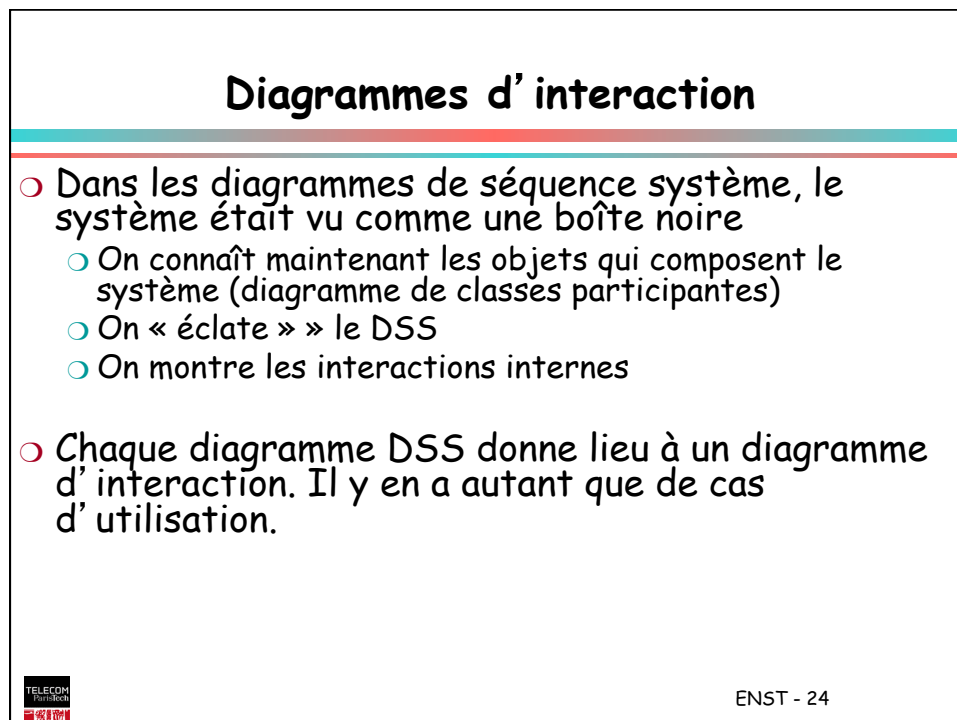 Diagrammes d’interaction
❍ Dans les diagrammes de séquence système, le
système était vu comme une boîte noire
❍ On connaît maintenant les objets qui composent le
système (diagramme de classes participantes)
❍ On « éclate » » le DSS
❍ On montre les interactions internes
❍ Chaque diagramme DSS donne lieu à un diagramme
d’interaction. Il y en a autant que de cas
d’utilisation.
TELECOM
ParisTech
ENST - 24